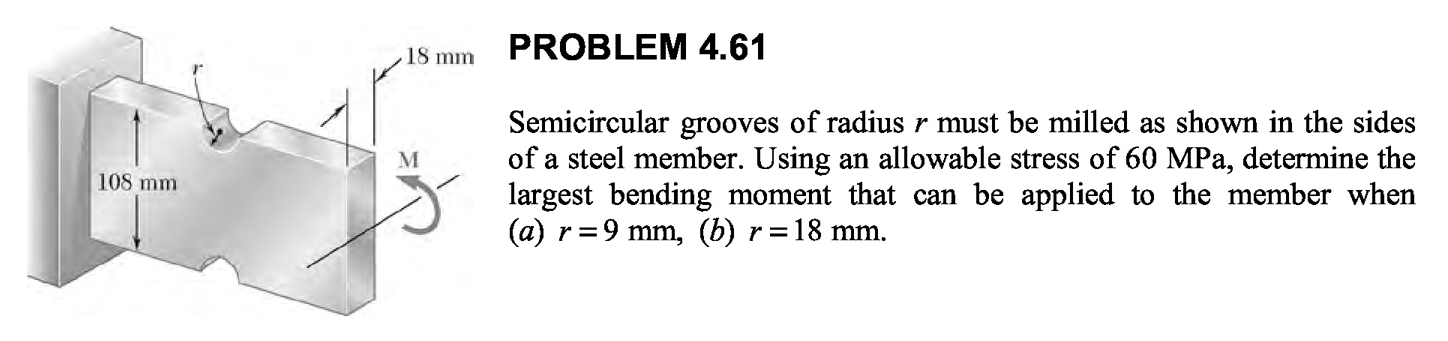 PROBLEM 4.61
r
18 mm
Semicircular grooves of radius r must be milled as shown in the sides
of a steel member. Using an allowable stress of 60 MPa, determine the
largest bending moment that can be applied to the member when
(a) r = 9 mm, (b) r = 18 mm.
M
108 mm